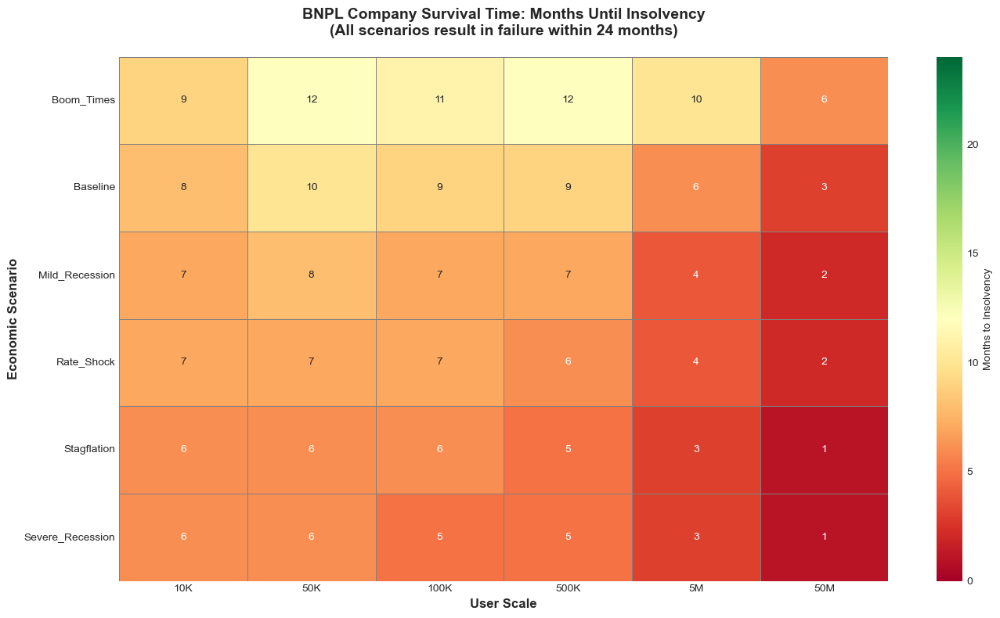 BNPL Company Survival Time: Months Until Insolvency
(All scenarios result in failure within 24 months)
Economic Scenario
Boom_Times 9 12 11 12 10 6
Baseline 8 10 9 9 6 3
Mild_Recession 7 8 7 7 4 2
Rate_Shock 7 7 7 6 4 2
Stagflation 6 6 6 5 3 1
Severe_Recession 6 6 5 5 3 1
10K 50K 100K 500K 5M 50M
User Scale
20
15
10
5
0
Months to Insolvency